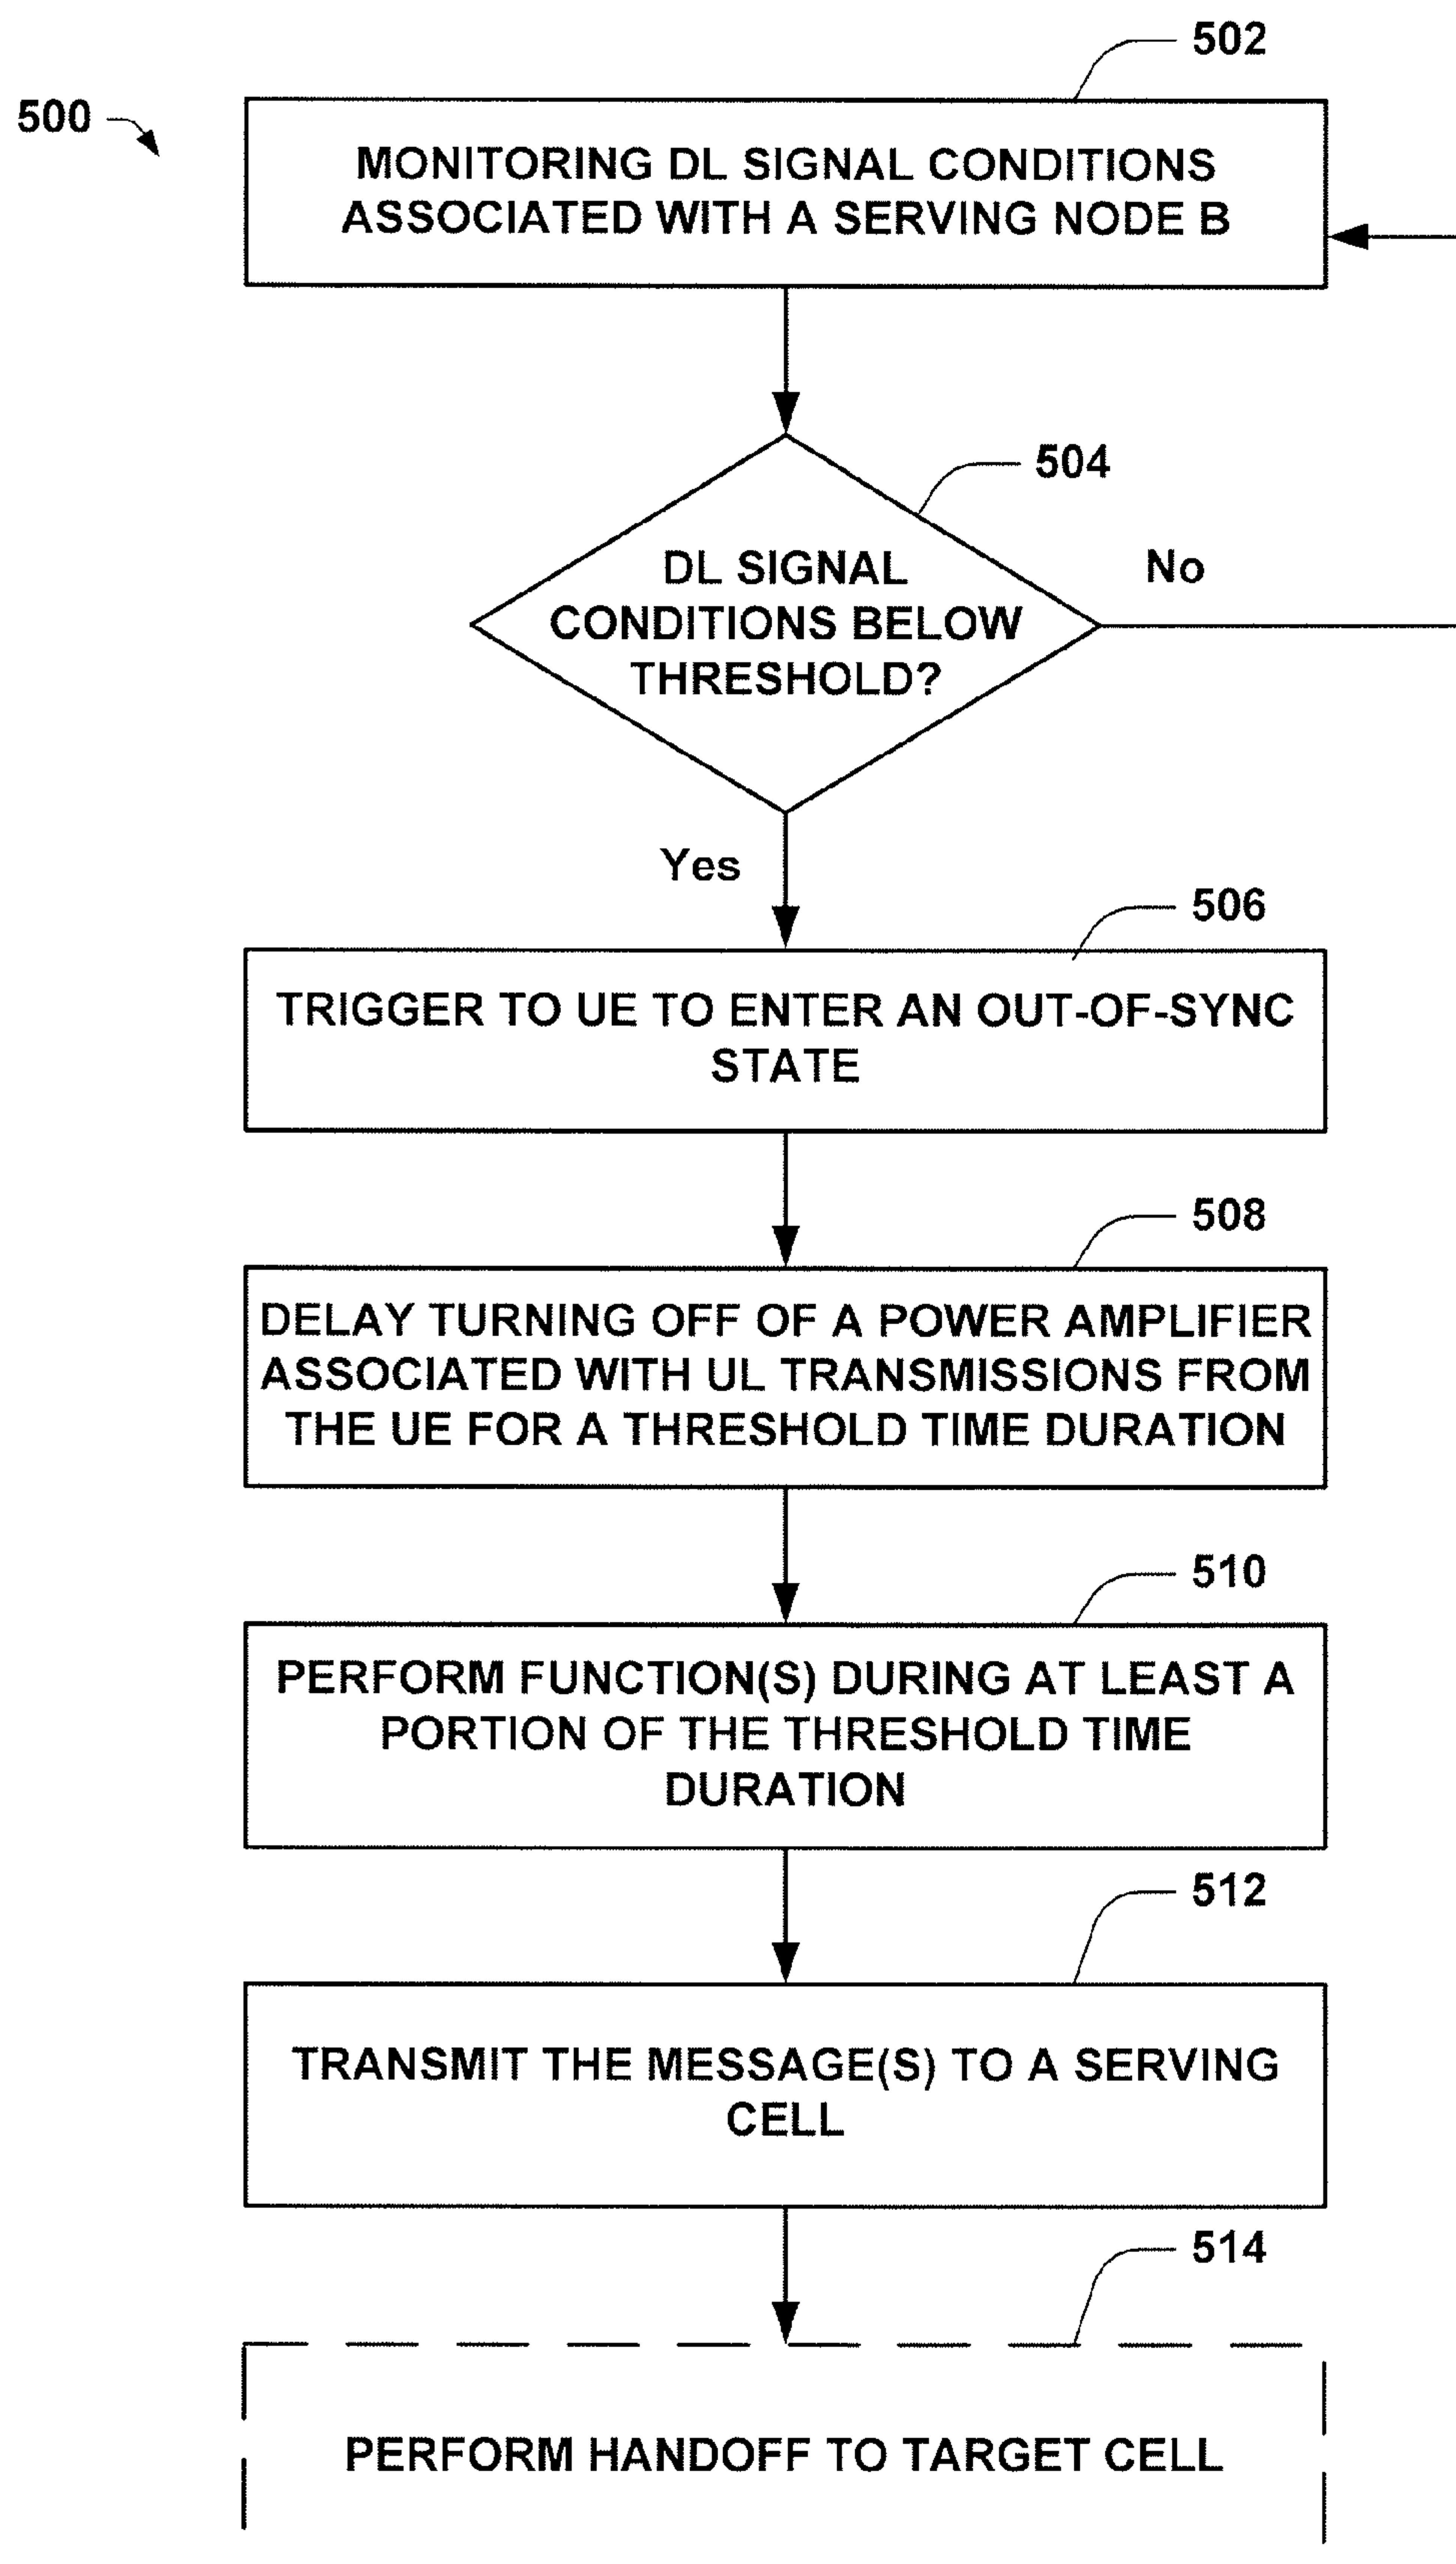 502
500
MONITORING DL SIGNAL CONDITIONS
ASSOCIATED WITH A SERVING NODE B
504
DL SIGNAL
CONDITIONS BELOW
THRESHOLD?
No
Yes
506
TRIGGER TO UE TO ENTER AN OUT-OF-SYNC
STATE
508
DELAY TURNING OFF OF A POWER AMPLIFIER
ASSOCIATED WITH UL TRANSMISSIONS FROM
THE UE FOR A THRESHOLD TIME DURATION
510
PERFORM FUNCTION(S) DURING AT LEAST A
PORTION OF THE THRESHOLD TIME
DURATION
512
TRANSMIT THE MESSAGE(S) TO A SERVING
CELL
514
PERFORM HANDOFF TO TARGET CELL